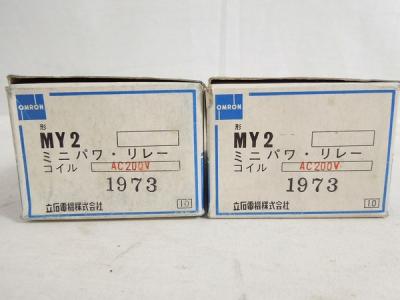 OMRON
形
MY2
ミニパワ・リレー
コイル AC200V
1973
立石電機株式会社
10
OMRON
形
MY2
ミニパワ・リレー
コイル AC200V
1973
立石電機株式会社
10